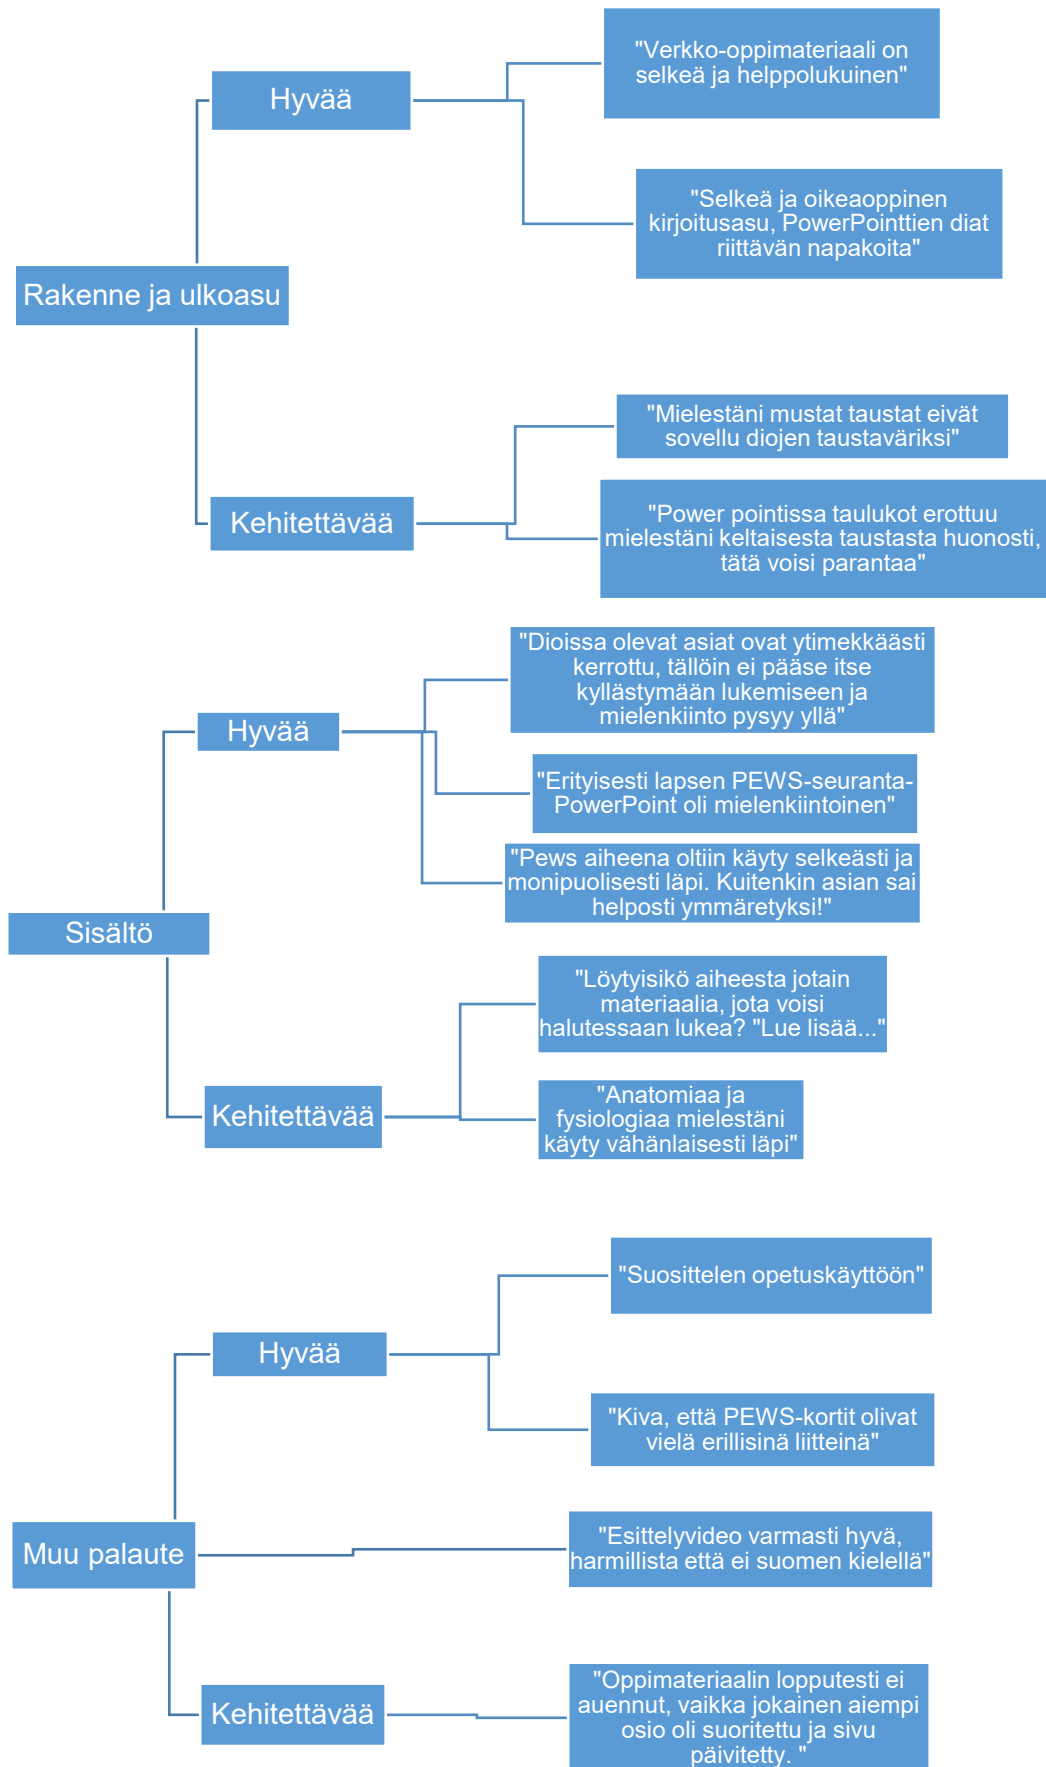 Rakenne ja ulkoasu
Hyvää
"Verkko-oppimateriaali on
selkeä ja helppolukuinen"
"Selkeä ja oikeaoppinen
kirjoitusasu, PowerPointtien diat
riittävän napakoita"
Kehitettävää
"Mielestäni mustat taustat eivät
sovellu diojen taustaväriksi"
"Power pointissa taulukot erottuu
mielestäni keltaisesta taustasta huonosti,
tätä voisi parantaa"
Sisältö
Hyvää
"Dioissa olevat asiat ovat ytimekkäästi
kerrottu, tällöin ei pääse itse
kyllästymään lukemiseen ja
mielenkiinto pysyy yllä"
"Erityisesti lapsen PEWS-seuranta-
PowerPoint oli mielenkiintoinen"
"Pews aiheena oltiin käyty selkeästi ja
monipuolisesti läpi. Kuitenkin asian sai
helposti ymmäretyksi!"
Kehitettävää
"Löytyisikö aiheesta jotain
materiaalia, jota voisi
halutessaan lukea? "Lue lisää..."
"Anatomiaa ja
fysiologiaa mielestäni
käyty vähänlaisesti läpi"
Muu palaute
Hyvää
"Suosittelen opetuskäyttöön"
"Kiva, että PEWS-kortit olivat
vielä erillisinä liitteinä"
"Esittelyvideo varmasti hyvä,
harmillista että ei suomen kielellä"
Kehitettävää
"Oppimateriaalin lopputesti ei
auennut, vaikka jokainen aiempi
osio oli suoritettu ja sivu
päivitetty. "